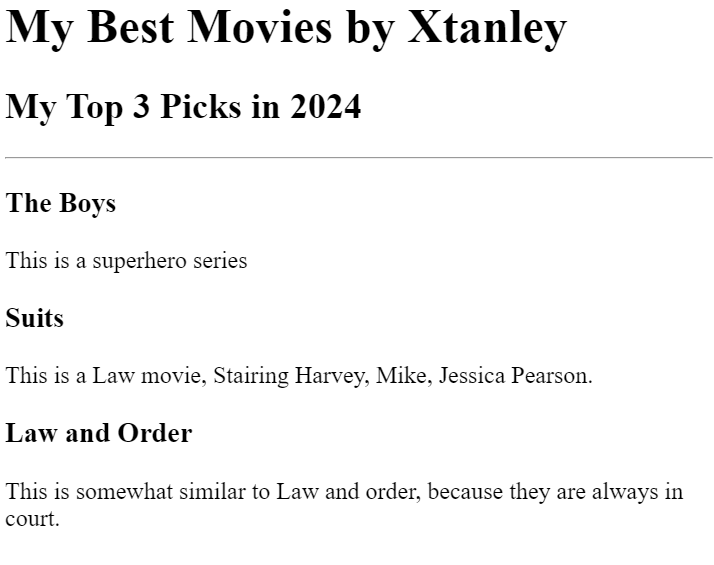 My Best Movies by Xtanley
My Top 3 Picks in 2024
The Boys
This is a superhero series
Suits
This is a Law movie, Stairing Harvey, Mike, Jessica Pearson.
Law and Order
This is somewhat similar to Law and order, because they are always in
court.